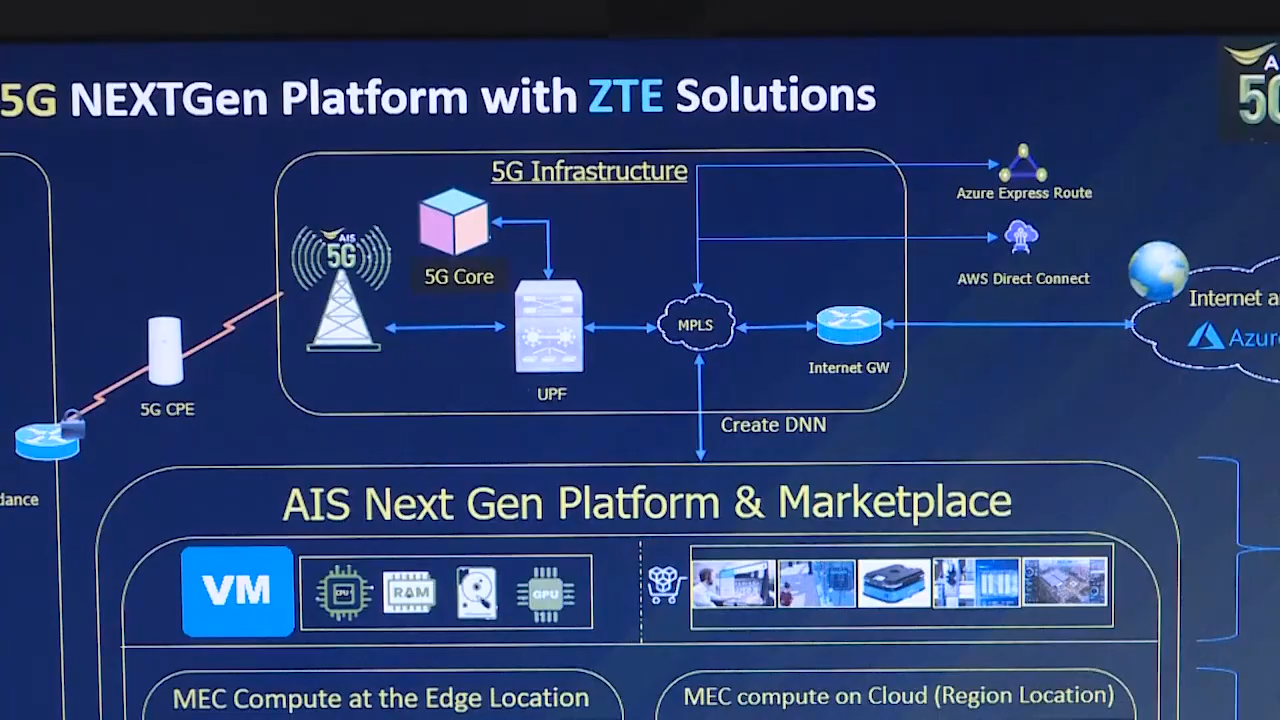 5G NEXTGen Platform with ZTE Solutions
5G
5G Infrastructure
Azure Express Route
AIS
5G
5G Core
AWS Direct Connect
MPLS
Internet a
Azur
Internet GW
UPF
5G CPE
Create DNN
dance
AIS Next Gen Platform & Marketplace
VM
CPU
RAM
GPU
MEC Compute at the Edge Location
MEC compute on Cloud (Region Location)